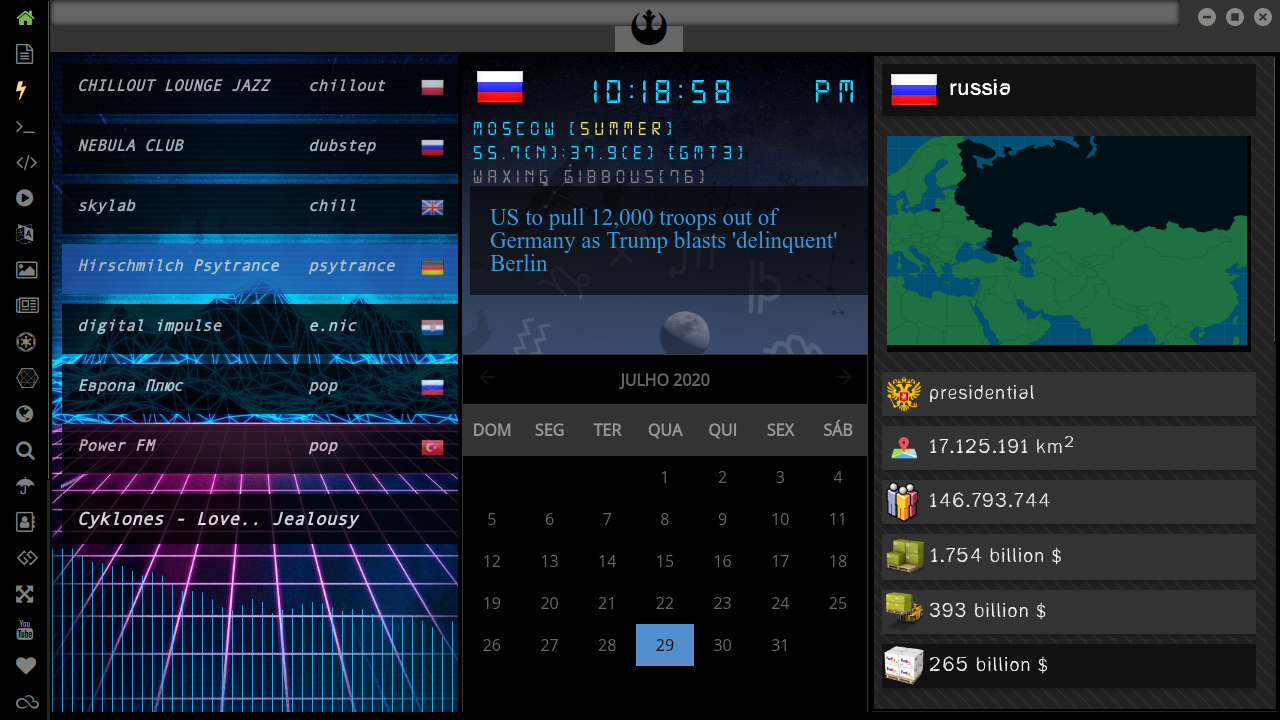 CHILLOUT LOUNGE JAZZ chillout
NEBULA CLUB dubstep
skylab chill
Hirschmilch Psytrance psytrance
digital impulse e.nic
Европа Плюс pop
Power FM pop
Cyklones - Love.. Jealousy
10:18:58 PM
MOSCOW (SUMMER)
55.7(N):37.9(E) (GMT3)
WAXING GIBBOUS(76)
US to pull 12,000 troops out of
Germany as Trump blasts 'delinquent'
Berlin
JULHO 2020
DOM SEG TER QUA QUI SEX SÁB
1 2 3 4
5 6 7 8 9 10 11
12 13 14 15 16 17 18
19 20 21 22 23 24 25
26 27 28 29 30 31
russia
presidential
17.125.191 km²
146.793.744
1.754 billion $
393 billion $
265 billion $
You
Tube